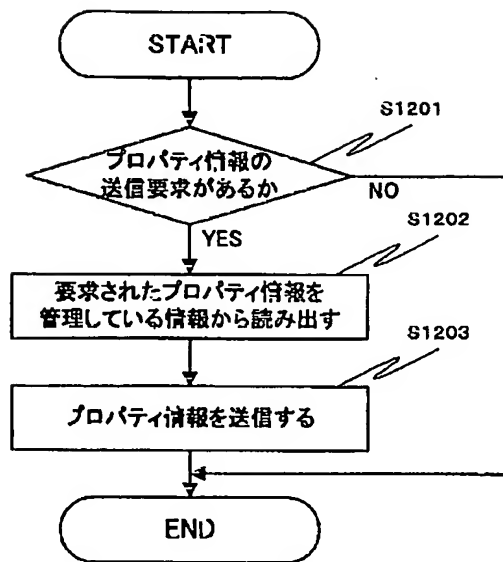 START
S1201
プロパティ情報の
送信要求があるか
NO
YES
S1202
要求されたプロパティ情報を
管理している情報から読み出す
S1203
プロパティ情報を送信する
END